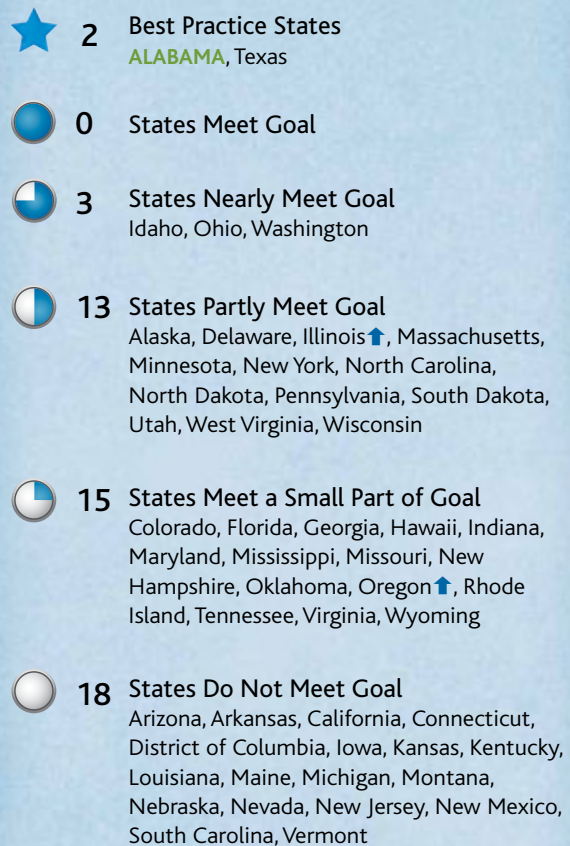 2 Best Practice States
ALABAMA, Texas
0 States Meet Goal
3 States Nearly Meet Goal
Idaho, Ohio, Washington
13 States Partly Meet Goal
Alaska, Delaware, Illinois⬆, Massachusetts,
Minnesota, New York, North Carolina,
North Dakota, Pennsylvania, South Dakota,
Utah, West Virginia, Wisconsin
15 States Meet a Small Part of Goal
Colorado, Florida, Georgia, Hawaii, Indiana,
Maryland, Mississippi, Missouri, New
Hampshire, Oklahoma, Oregon⬆, Rhode
Island, Tennessee, Virginia, Wyoming
18 States Do Not Meet Goal
Arizona, Arkansas, California, Connecticut,
District of Columbia, Iowa, Kansas, Kentucky,
Louisiana, Maine, Michigan, Montana,
Nebraska, Nevada, New Jersey, New Mexico,
South Carolina, Vermont